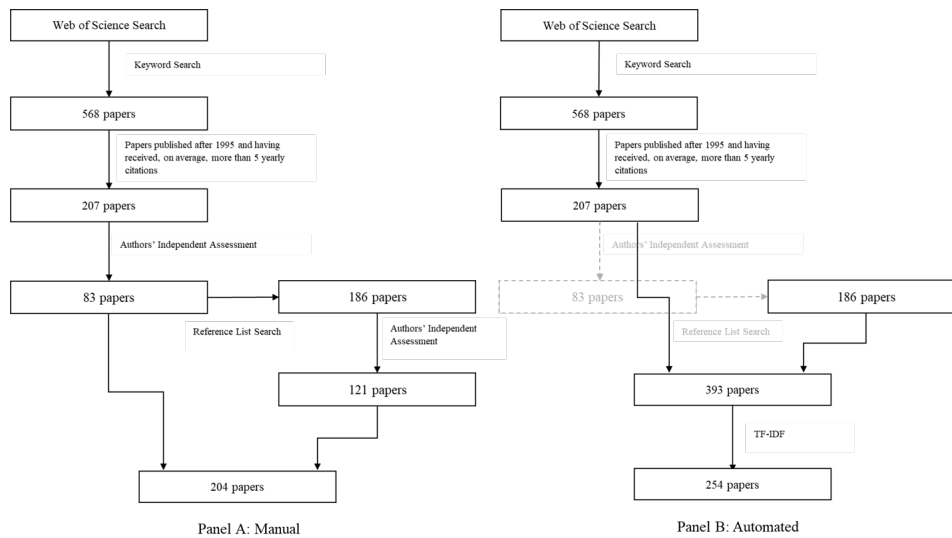 Web of Science Search
Keyword Search
568 papers
Papers published after 1995 and having
received, on average, more than 5 yearly
citations
207 papers
Authors' Independent Assessment
83 papers
186 papers
Reference List Search
Authors' Independent
Assessment
121 papers
204 papers
Panel A: Manual
Web of Science Search
Keyword Search
568 papers
Papers published after 1995 and having
received, on average, more than 5 yearly
citations
207 papers
Authors' Independent Assessment
83 papers
186 papers
Reference List Search
393 papers
TF-IDF
254 papers
Panel B: Automated